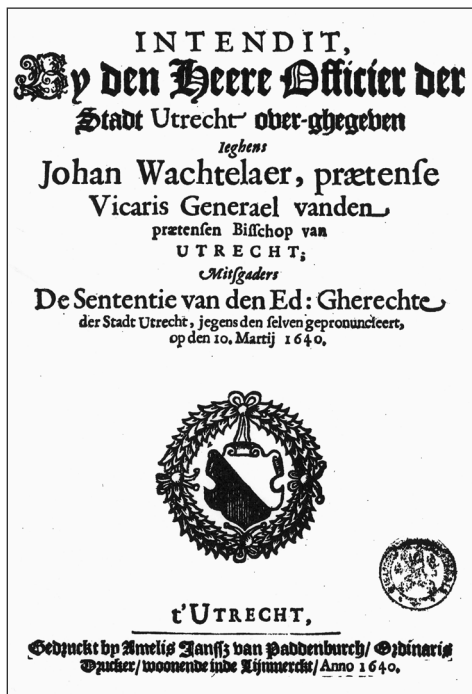 INTENDIT,
By den Heere Officier der
Stadt Utrecht over-ghegeven
Ieghens
Johan Wachtelaer, prætenſe
Vicaris Generael vanden
prætenſen Biſſchop van
UTRECHT;
Mitſgaders
De Sententie van den Ed: Gherechte
der Stadt Utrecht, jegens den ſelven gepronuncieert,
op den 10. Martij 1640.
t'UTRECHT,
Gedruckt by Amelis Janſſz van Paddenburch/ Ordinaris
Drucker/ woonende inde Lijnmerckt/ Anno 1640.